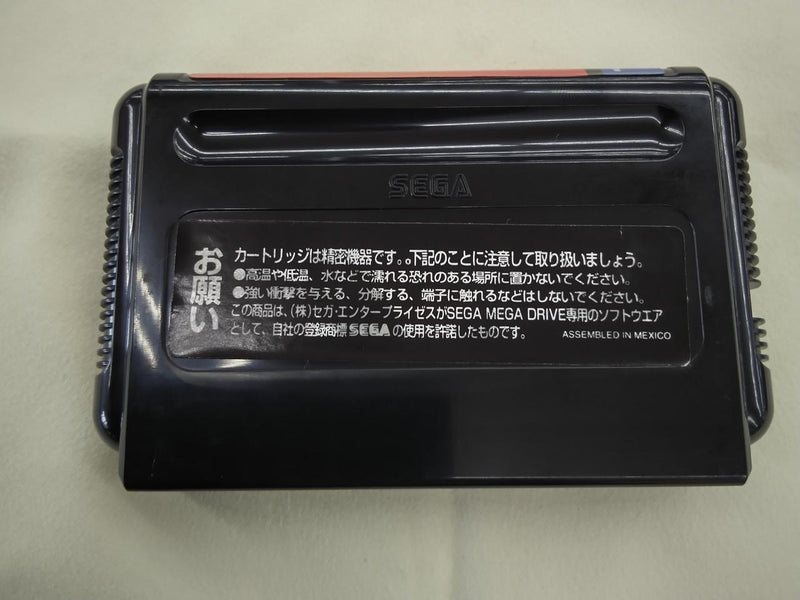 SEGA
お願い
カートリッジは精密機器です。。下記のことに注意して取り扱いましょう。
●高温や低温、水などで濡れる恐れのある場所に置かないでください。
●強い衝撃を与える、分解する、端子に触れるなどはしないでください。
この商品は、(株)セガ・エンタープライゼスがSEGA MEGA DRIVE専用のソフトウエア
として、自社の登録商標SEGAの使用を許諾したものです。
ASSEMBLED IN MEXICO